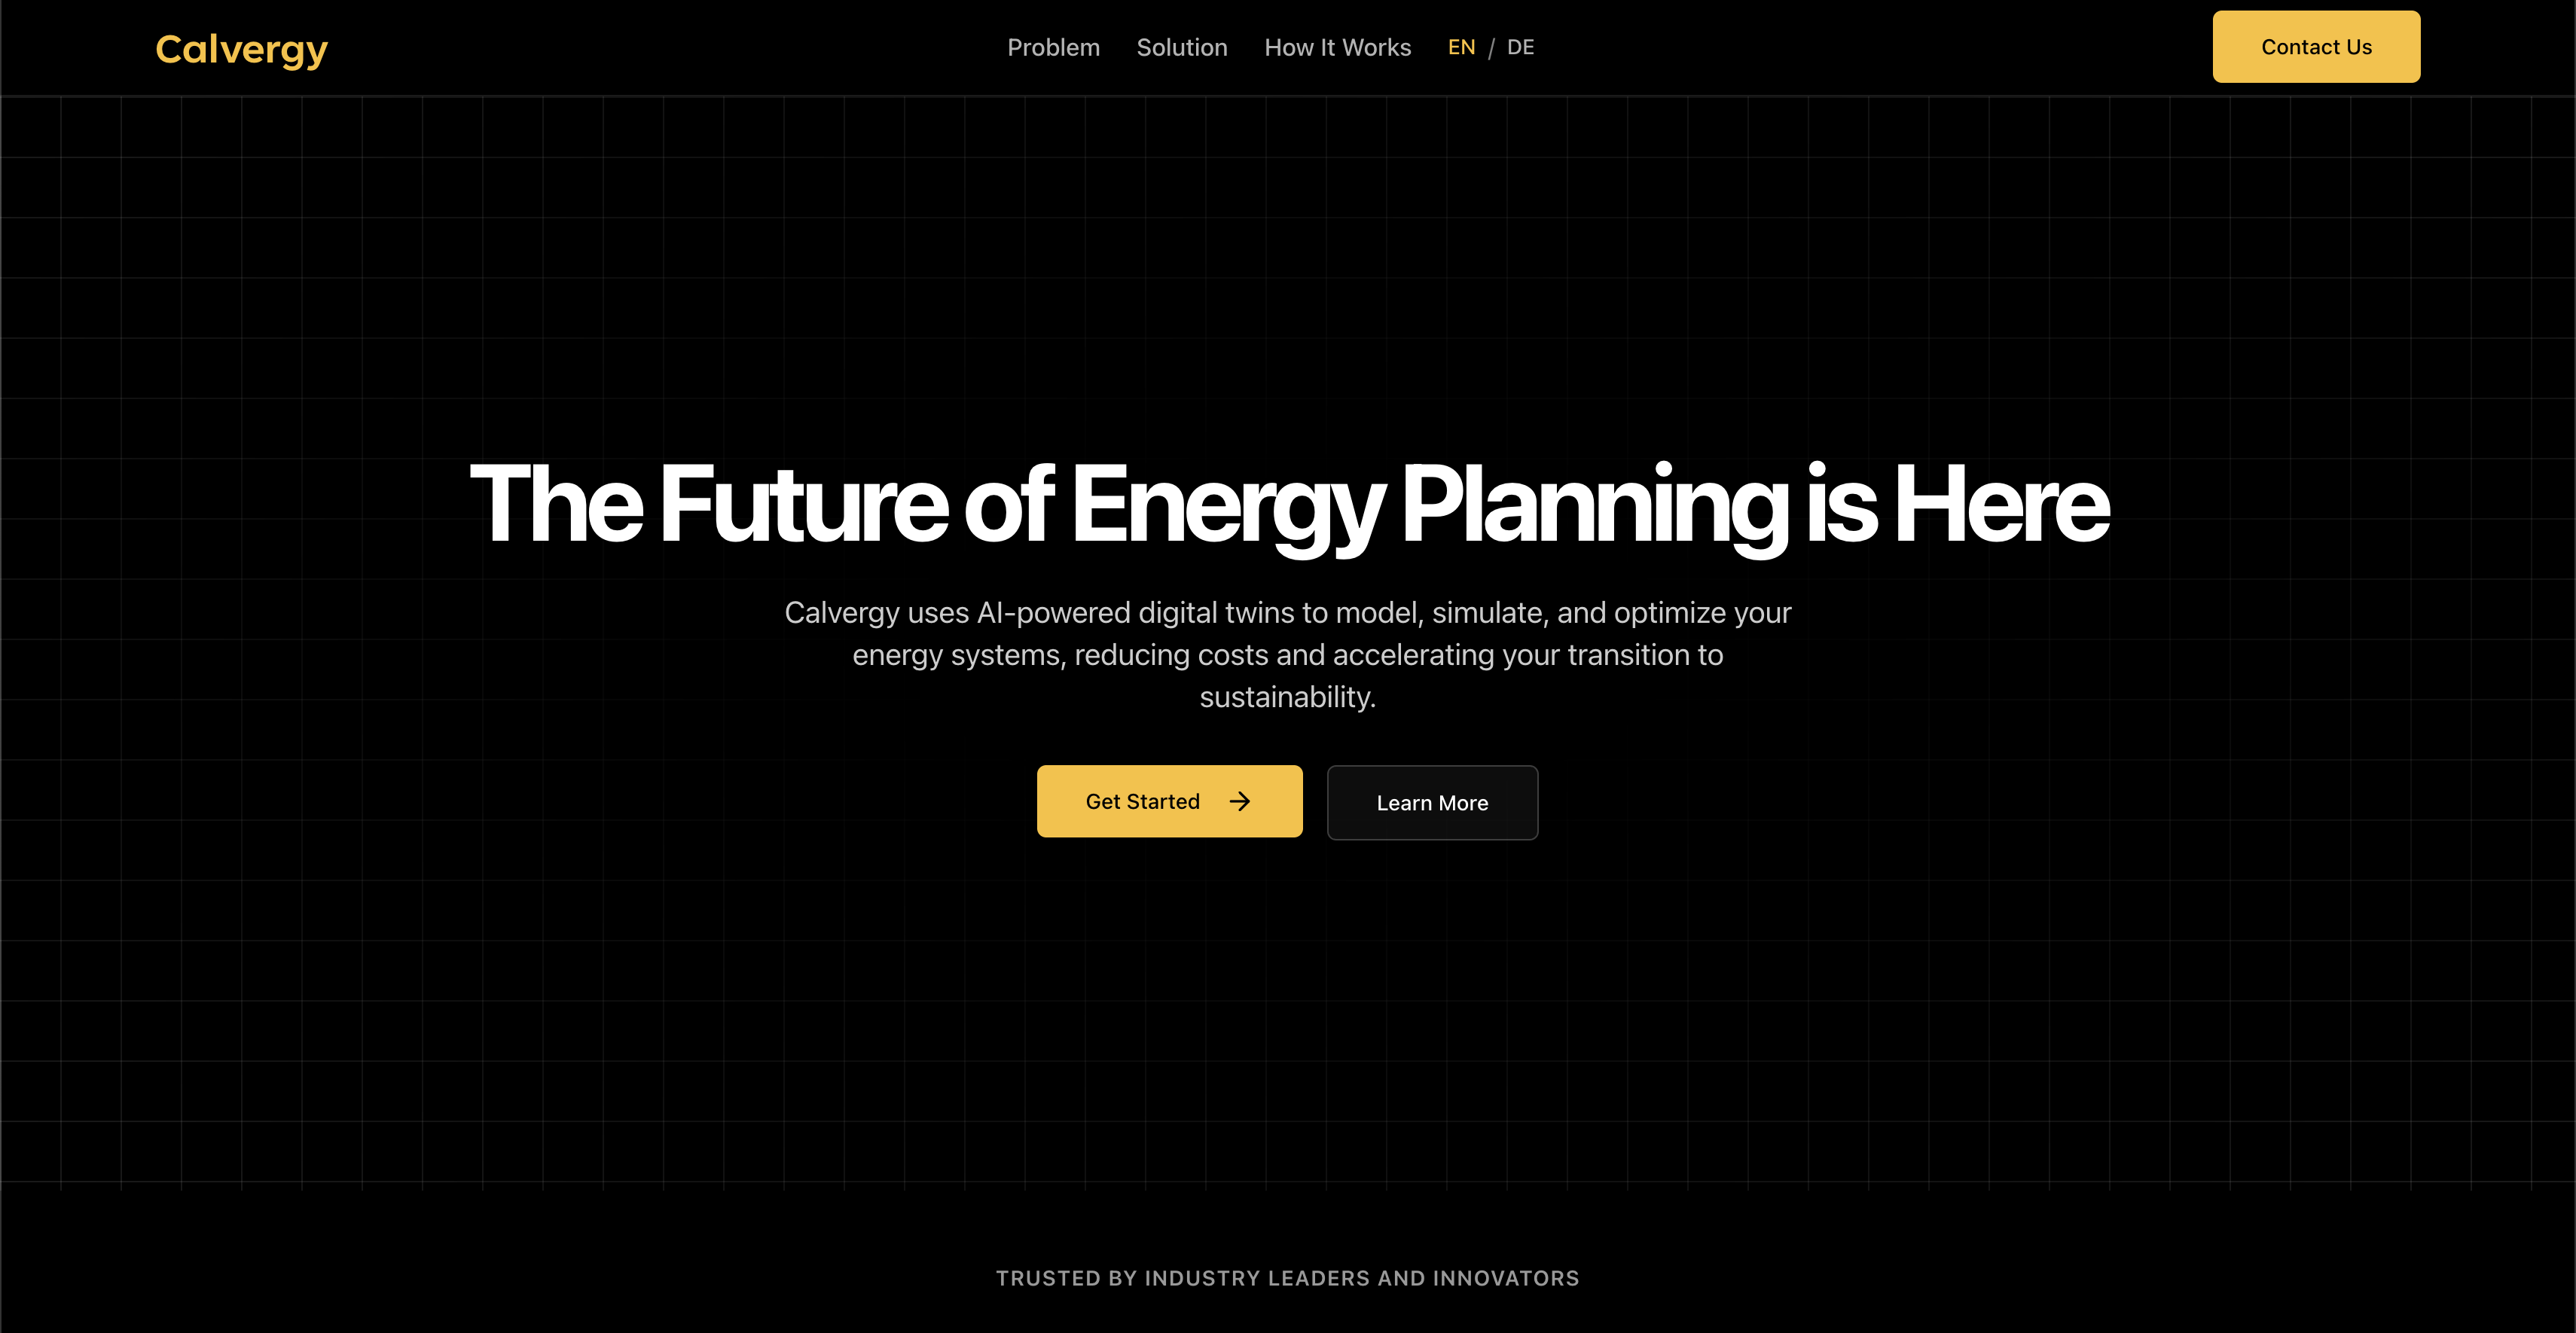 Calvergy
Problem Solution How It Works EN / DE
Contact Us
The Future of Energy Planning is Here
Calvergy uses AI-powered digital twins to model, simulate, and optimize your
energy systems, reducing costs and accelerating your transition to
sustainability.
Get Started →
Learn More
TRUSTED BY INDUSTRY LEADERS AND INNOVATORS